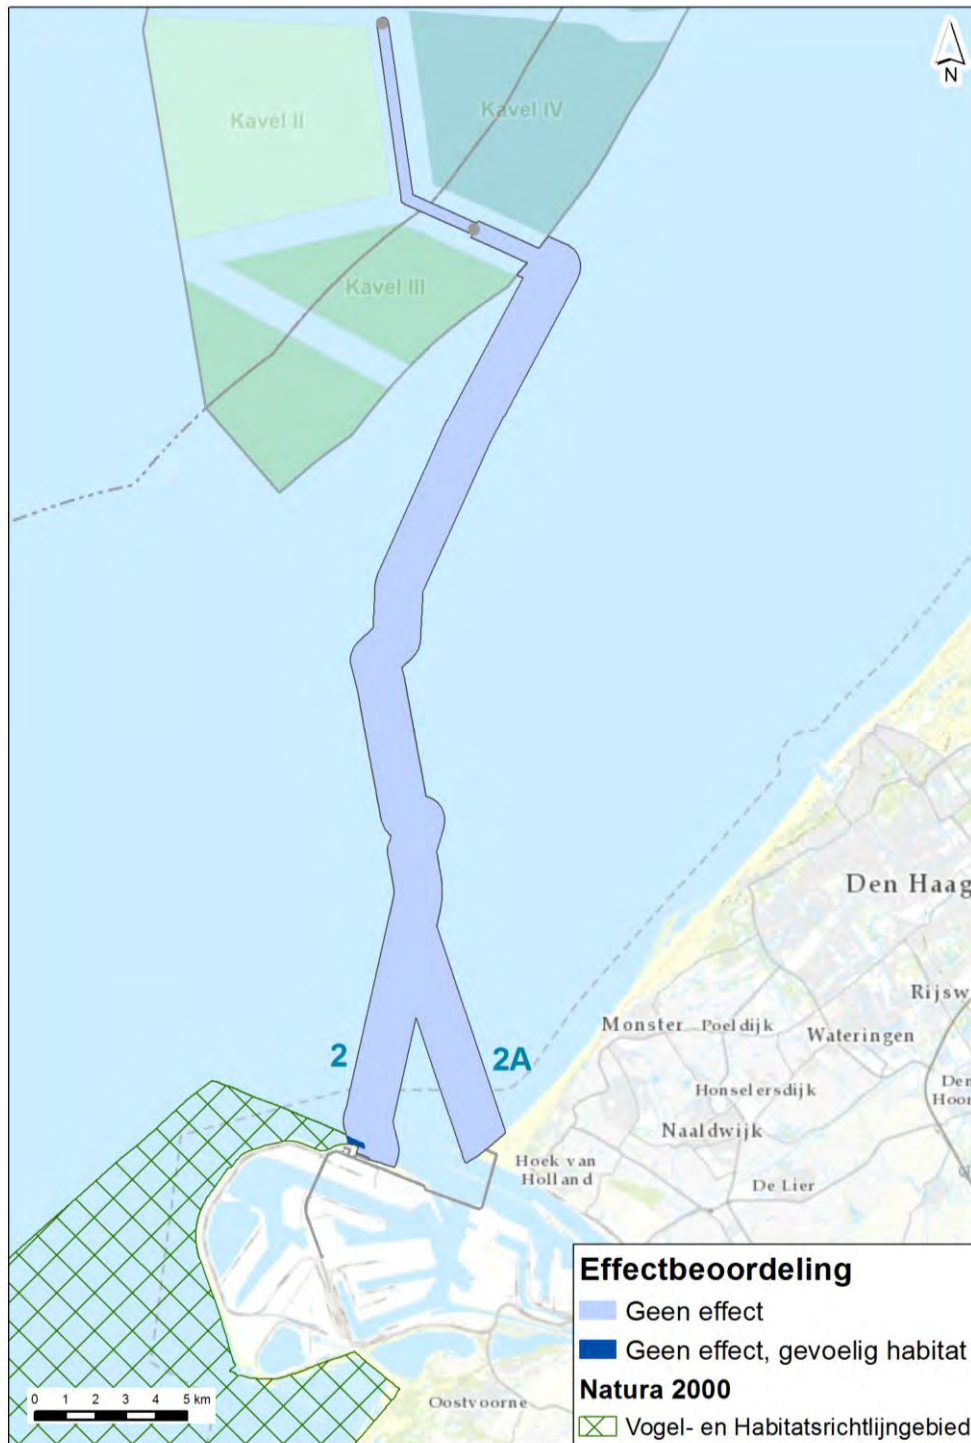 N
Kavel II
Kavel IV
Kavel III
Den Haag
Rijsw
Monster
Poeldijk
Wateringen
2
2A
Honselersdijk
Den
Hoorn
Naaldwijk
Hoek van
Holland
De Lier
Oostvoorne
0 1 2 3 4 5 km
Effectbeoordeling
Geen effect
Geen effect, gevoelig habitat
Natura 2000
Vogel- en Habitatsrichtlijngebied